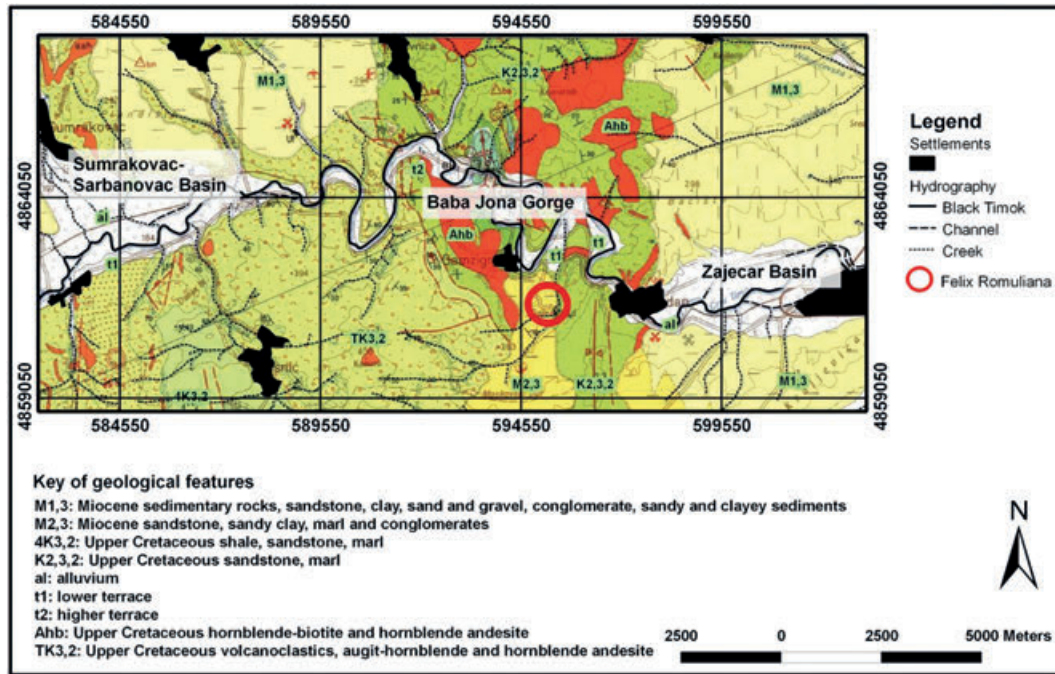 584550 589550 594550 599550
K2,3,2
M1,3
M1,3
Ahb
Sumrakovac
Sumrakovac-
Sarbanovac Basin
t2
4864050
4864050
Baba Jona Gorge
al
Ahb
t1
t1
t1
Zajecar Basin
al
TK3,2
M2,3
K2,3,2
M1,3
4K3,2
4859050
4859050
584550 589550 594550 599550
Legend
Settlements
Hydrography
Black Timok
Channel
Creek
Felix Romuliana
Key of geological features
M1,3: Miocene sedimentary rocks, sandstone, clay, sand and gravel, conglomerate, sandy and clayey sediments
M2,3: Miocene sandstone, sandy clay, marl and conglomerates
4K3,2: Upper Cretaceous shale, sandstone, marl
K2,3,2: Upper Cretaceous sandstone, marl
al: alluvium
t1: lower terrace
t2: higher terrace
Ahb: Upper Cretaceous hornblende-biotite and hornblende andesite
TK3,2: Upper Cretaceous volcanoclastics, augit-hornblende and hornblende andesite
N
2500 0 2500 5000 Meters